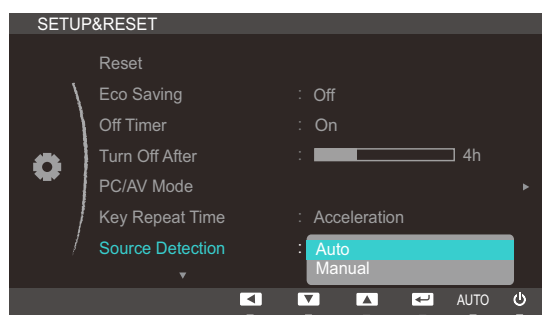 SETUP&RESET
Reset
Eco Saving : Off
Off Timer : On
Turn Off After : 4h
PC/AV Mode
Key Repeat Time : Acceleration
Source Detection : Auto
Manual
AUTO